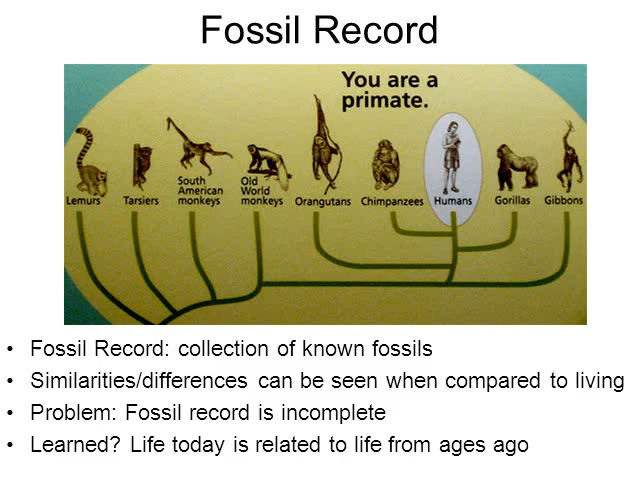 Fossil Record
You are a
primate.
Lemurs
Tarsiers
South
American
monkeys
Old
World
monkeys
Orangutans
Chimpanzees
Humans
Gorillas
Gibbons
• Fossil Record: collection of known fossils
• Similarities/differences can be seen when compared to living
• Problem: Fossil record is incomplete
• Learned? Life today is related to life from ages ago